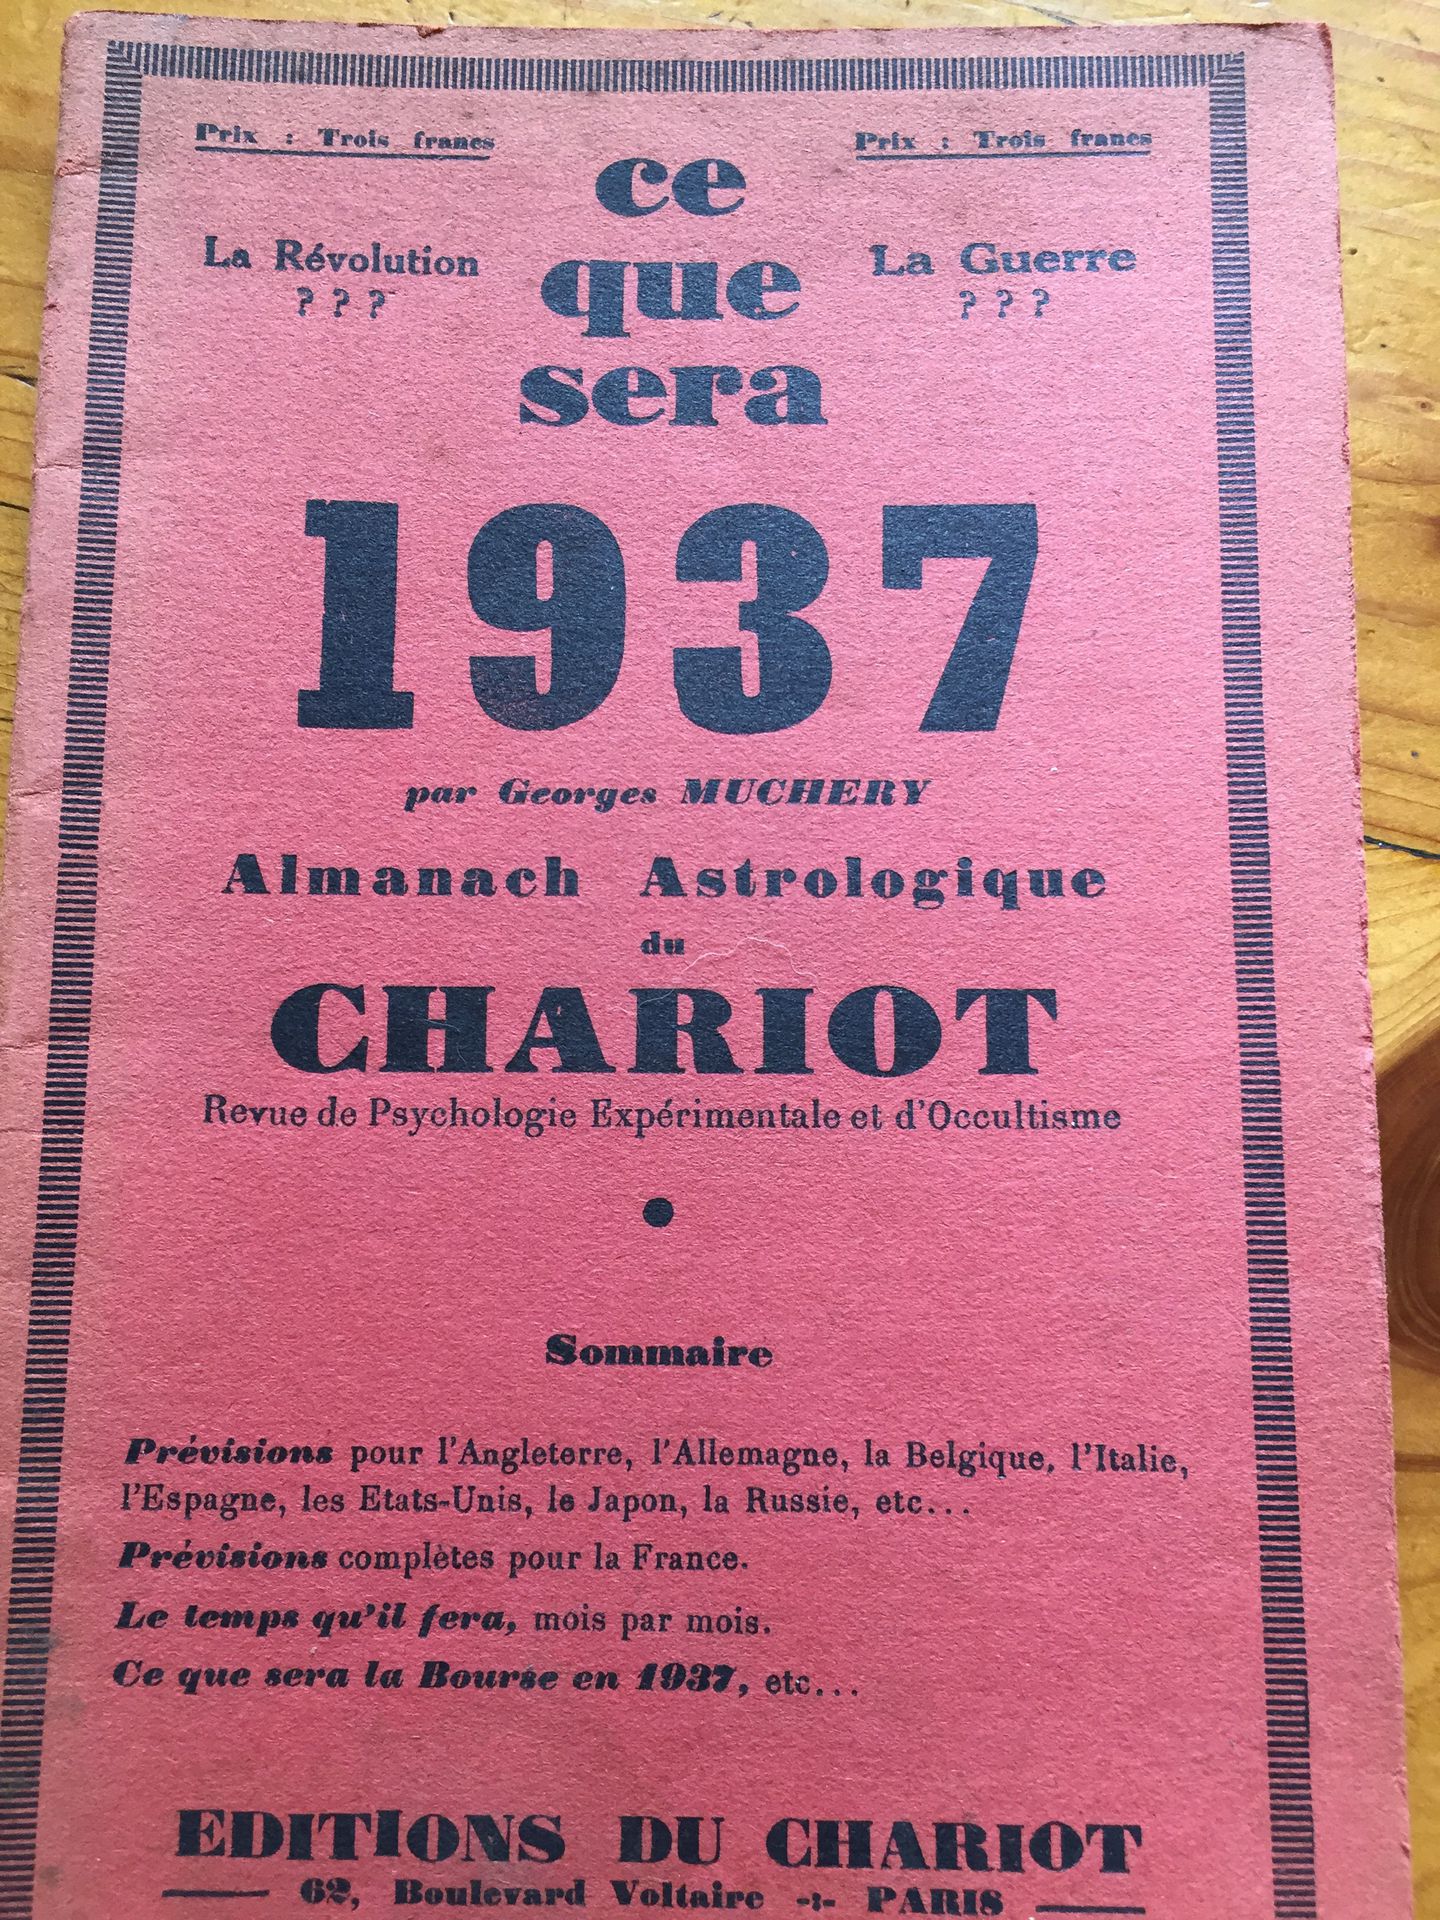 Prix : Trois francs
Prix : Trois francs
ce
La Révolution
? ? ?
que
La Guerre
? ? ?
sera
1937
par Georges MUCHERY
Almanach Astrologique
du
CHARIOT
Revue de Psychologie Expérimentale et d'Occultisme
Sommaire
Prévisions pour l'Angleterre, l'Allemagne, la Belgique, l'Italie,
l'Espagne, les Etats-Unis, le Japon, la Russie, etc...
Prévisions complètes pour la France.
Le temps qu'il fera, mois par mois.
Ce que sera la Bourse en 1937, etc...
EDITIONS DU CHARIOT
62, Boulevard Voltaire -:- PARIS